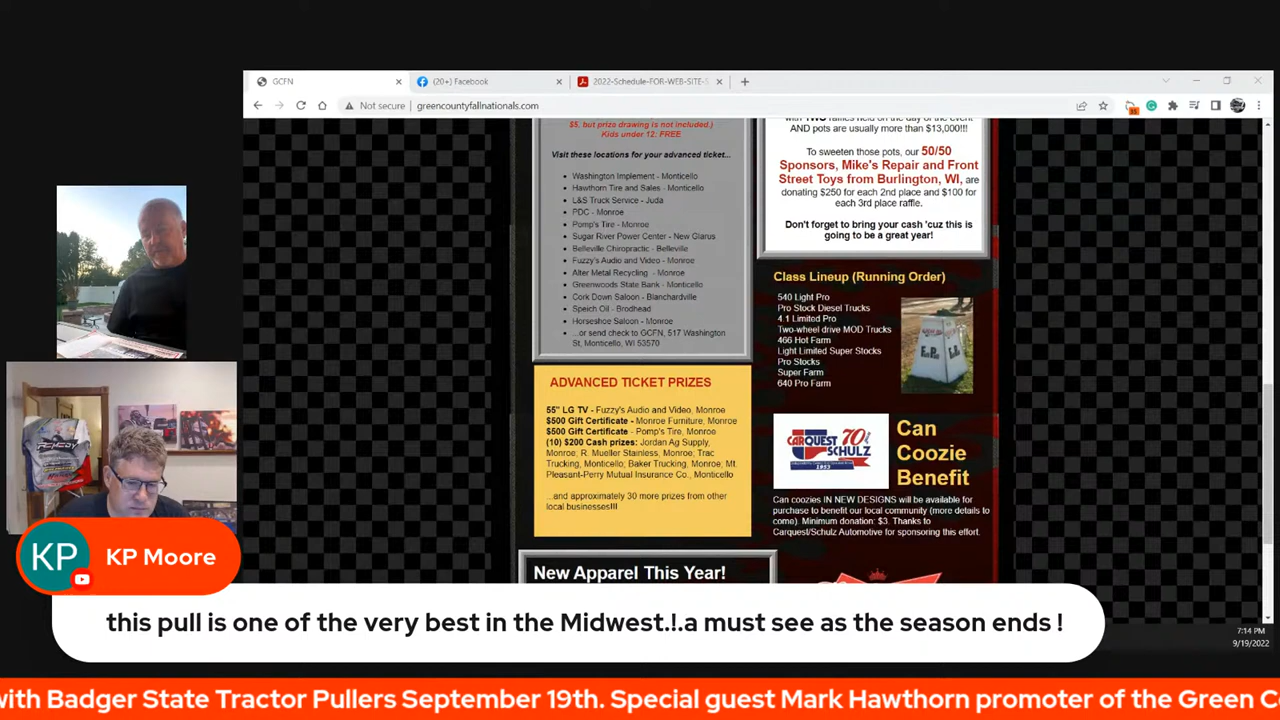 GCFN
(20+) Facebook
2022-Schedule-FOR-WEB-SITE-S
Not secure
greencountyfallnationals.com
$5, but prize drawing is not included.)
Kids under 12: FREE
Visit these locations for your advanced ticket...
Washington Implement - Monticello
Hawthorn Tire and Sales - Monticello
L&S Truck Service - Juda
PDC - Monroe
Pomp's Tire - Monroe
Sugar River Power Center - New Glarus
Belleville Chiropractic - Belleville
Fuzzy's Audio and Video - Monroe
Alter Metal Recycling - Monroe
Greenwoods State Bank - Monticello
Cork Down Saloon - Blanchardville
Speich Oil - Brodhead
Horseshoe Saloon - Monroe
...or send check to GCFN, 517 Washington
St, Monticello, WI 53570
ADVANCED TICKET PRIZES
55" LG TV - Fuzzy's Audio and Video, Monroe
$500 Gift Certificate - Monroe Furniture, Monroe
$500 Gift Certificate - Pomp's Tire, Monroe
(10) $200 Cash prizes: Jordan Ag Supply,
Monroe; R. Mueller Stainless, Monroe; Trac
Trucking, Monticello; Baker Trucking, Monroe; Mt.
Pleasant-Perry Mutual Insurance Co., Monticello
...and approximately 30 more prizes from other
local businesses!!!
New Apparel This Year!
with TWO raffles held on the day of the event
AND pots are usually more than $13,000!!!
To sweeten those pots, our 50/50
Sponsors, Mike's Repair and Front
Street Toys from Burlington, WI, are
donating $250 for each 2nd place and $100 for
each 3rd place raffle.
Don't forget to bring your cash 'cuz this is
going to be a great year!
Class Lineup (Running Order)
540 Light Pro
Pro Stock Diesel Trucks
4.1 Limited Pro
Two-wheel drive MOD Trucks
466 Hot Farm
Light Limited Super Stocks
Pro Stocks
Super Farm
640 Pro Farm
CARQUEST 70
SCHULZ
1953
Can
Coozie
Benefit
Can coozies IN NEW DESIGNS will be available for
purchase to benefit our local community (more details to
come). Minimum donation: $3. Thanks to
Carquest/Schulz Automotive for sponsoring this effort.
KP
KP Moore
this pull is one of the very best in the Midwest.!.a must see as the season ends !
7:14 PM
9/19/2022
with Badger State Tractor Pullers September 19th. Special guest Mark Hawthorn promoter of the Green C